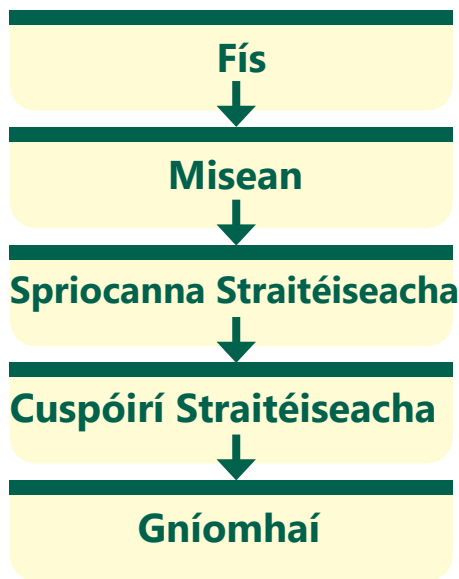 Fís
Misean
Spriocanna Straitéiseacha
Cuspóirí Straitéiseacha
Gníomhaí